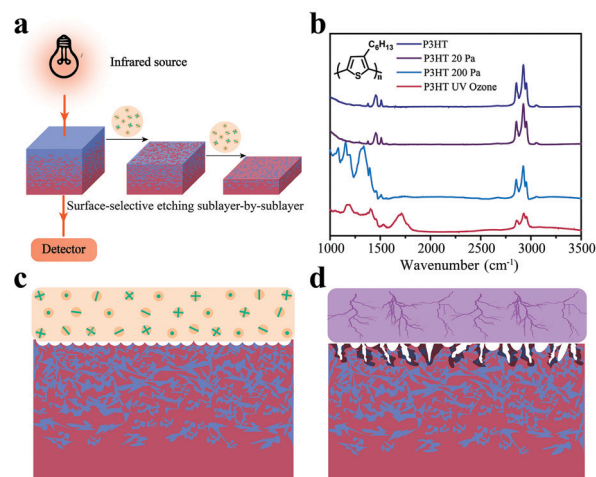 a
Infrared source
Surface-selective etching sublayer-by-sublayer
Detector
b
C6H13
S
n
P3HT
P3HT 20 Pa
P3HT 200 Pa
P3HT UV Ozone
1000 1500 2000 2500 3000 3500
Wavenumber (cm⁻¹)
c
d